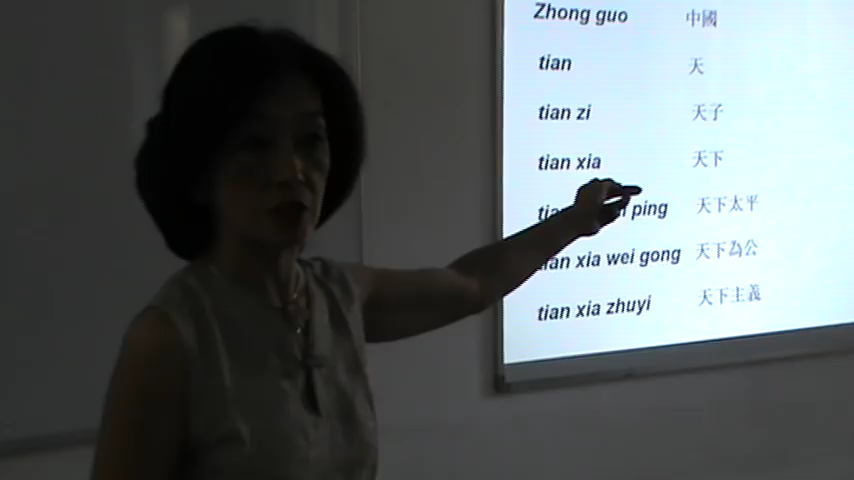 Zhong guo 中國
tian 天
tian zi 天子
tian xia 天下
ping 天下太平
tian xia wei gong 天下為公
tian xia zhuyi 天下主義